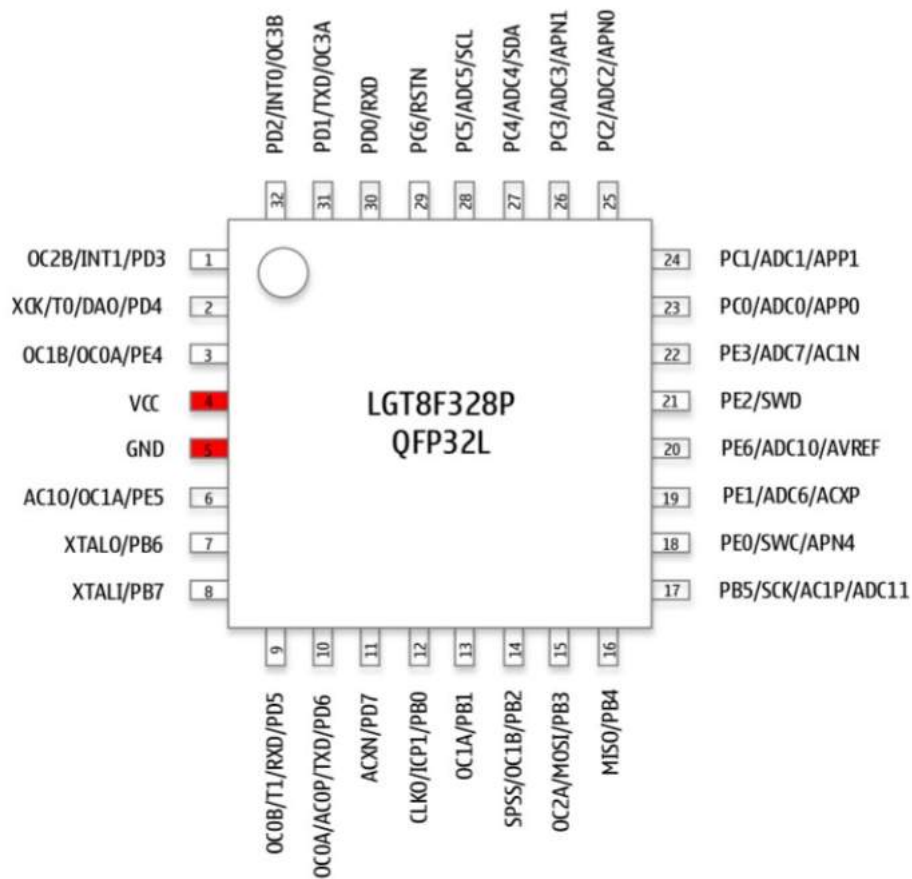 PD2/INT0/OC3B
PD1/TXD/OC3A
PD0/RXD
PC6/RSTN
PC5/ADC5/SCL
PC4/ADC4/SDA
PC3/ADC3/APN1
PC2/ADC2/APN0
32
31
30
29
28
27
26
25
OC2B/INT1/PD3 1
XCK/T0/DAO/PD4 2
OC1B/OC0A/PE4 3
VCC 4
GND 5
AC1O/OC1A/PE5 6
XTALO/PB6 7
XTALI/PB7 8
LGT8F328P
QFP32L
24 PC1/ADC1/APP1
23 PC0/ADC0/APP0
22 PE3/ADC7/AC1N
21 PE2/SWD
20 PE6/ADC10/AVREF
19 PE1/ADC6/ACXP
18 PE0/SWC/APN4
17 PB5/SCK/AC1P/ADC11
9
10
11
12
13
14
15
16
OC0B/T1/RXD/PD5
OC0A/AC0P/TXD/PD6
ACXN/PD7
CLKO/ICP1/PB0
OC1A/PB1
SPSS/OC1B/PB2
OC2A/MOSI/PB3
MISO/PB4